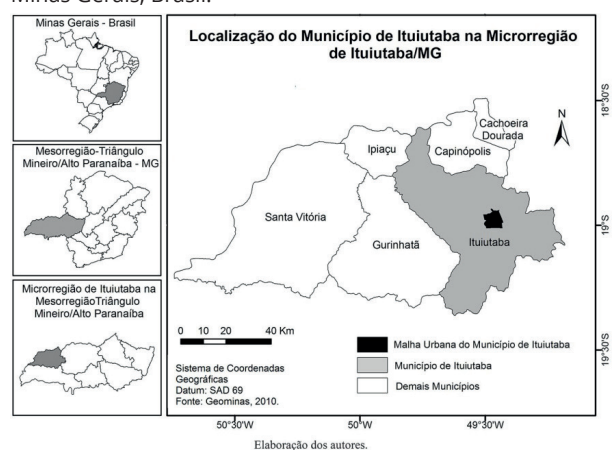 Minas Gerais, Brasil.
Minas Gerais - Brasil
Mesorregião-Triângulo
Mineiro/Alto Paranaíba - MG
Microrregião de Ituiutaba na
MesorregiãoTriângulo
Mineiro/Alto Paranaíba
Localização do Município de Ituiutaba na Microrregião
de Ituiutaba/MG
N
Cachoeira
Dourada
Ipiaçu
Capinópolis
Santa Vitória
Gurinhatã
Ituiutaba
0 10 20 40 Km
Sistema de Coordenadas
Geográficas
Datum: SAD 69
Fonte: Geominas, 2010.
Malha Urbana do Município de Ituiutaba
Município de Ituiutaba
Demais Municípios
18°30'S
19°S
19°30'S
50°30'W
50°W
49°30'W
Elaboração dos autores.